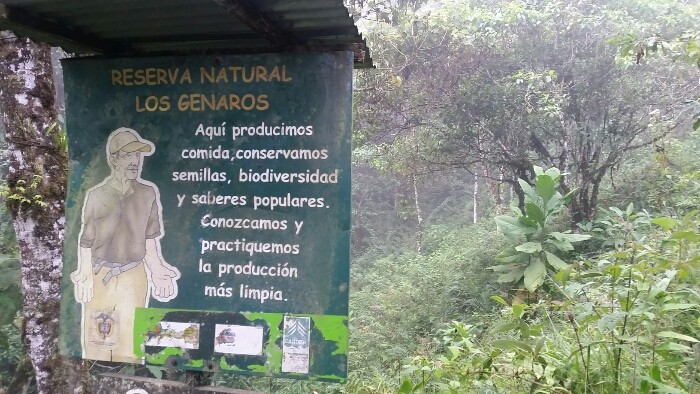 RESERVA NATURAL
LOS GENAROS
Aquí producimos
comida,conservamos
semillas, biodiversidad
y saberes populares.
Conozcamos y
practiquemos
la producción
más limpia.